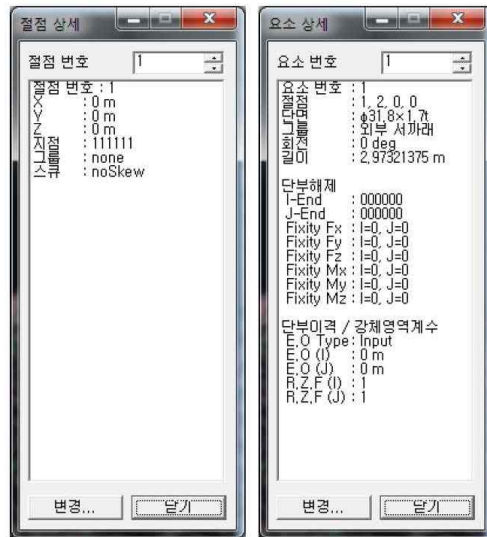 절점 상세
절점 번호 1
절점 번호 : 1
X : 0 m
Y : 0 m
Z : 0 m
지점 : 111111
그룹 : none
스큐 : noSkew
변경... 닫기
요소 상세
요소 번호 1
요소 번호 : 1
절점 : 1, 2, 0, 0
단면 : ϕ31.8×1.7t
그룹 : 외부 서까래
회전 : 0 deg
길이 : 2.97321375 m
단부해제
I-End : 000000
J-End : 000000
Fixity Fx : I=0, J=0
Fixity Fy : I=0, J=0
Fixity Fz : I=0, J=0
Fixity Mx : I=0, J=0
Fixity My : I=0, J=0
Fixity Mz : I=0, J=0
단부이격 / 강체영역계수
E.O Type : Input
E.O (I) : 0 m
E.O (J) : 0 m
R.Z.F (I) : 1
R.Z.F (J) : 1
변경... 닫기